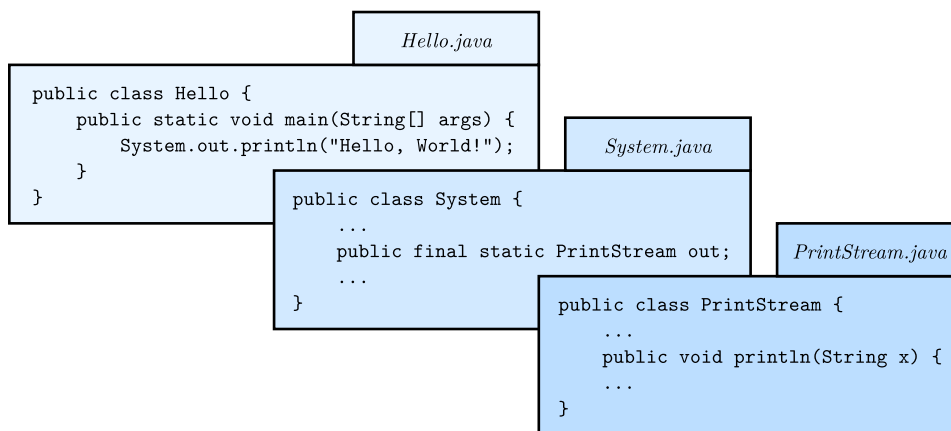 Hello.java
public class Hello {
    public static void main(String[] args) {
        System.out.println("Hello, World!");
    }
}
System.java
public class System {
    ...
    public final static PrintStream out;
    ...
}
PrintStream.java
public class PrintStream {
    ...
    public void println(String x) {
    ...
}